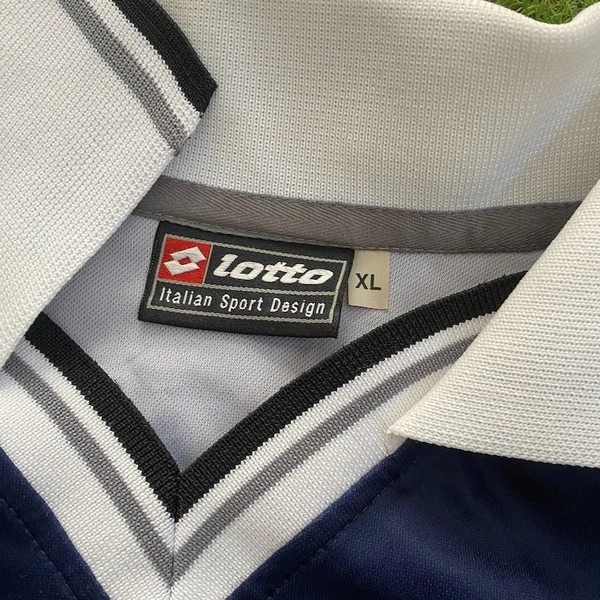 lotto
XL
Italian Sport Design